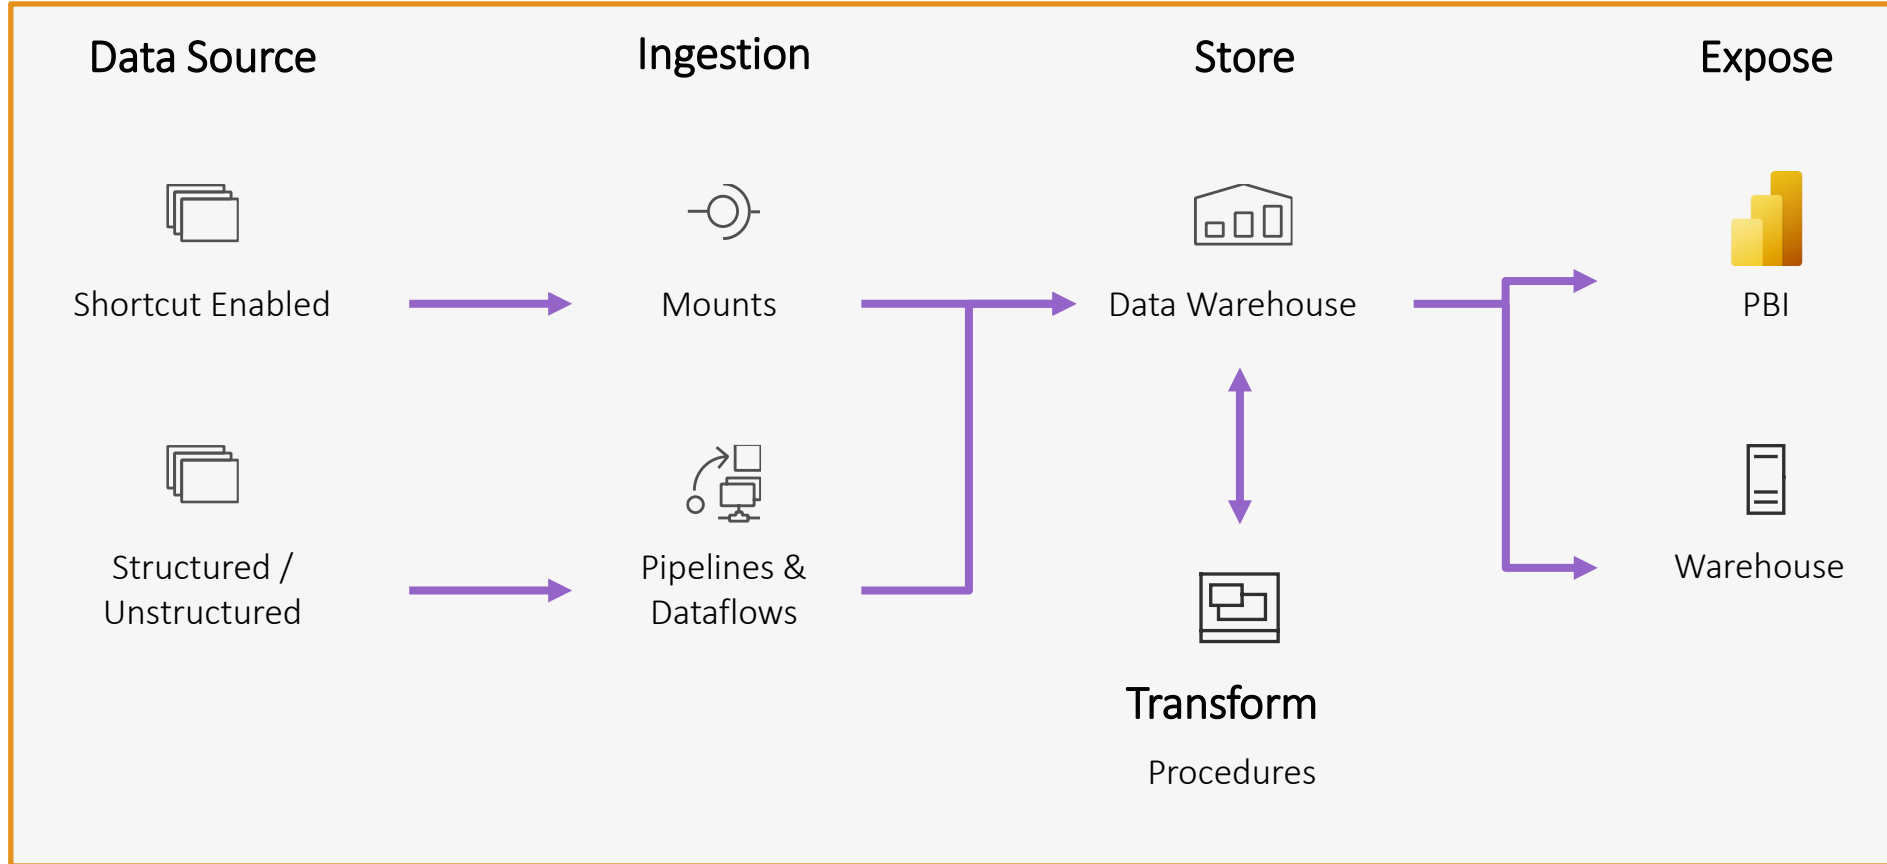 Data Source
Ingestion
Store
Expose
Shortcut Enabled
Mounts
Data Warehouse
PBI
Structured /
Unstructured
Pipelines &
Dataflows
Warehouse
Transform
Procedures